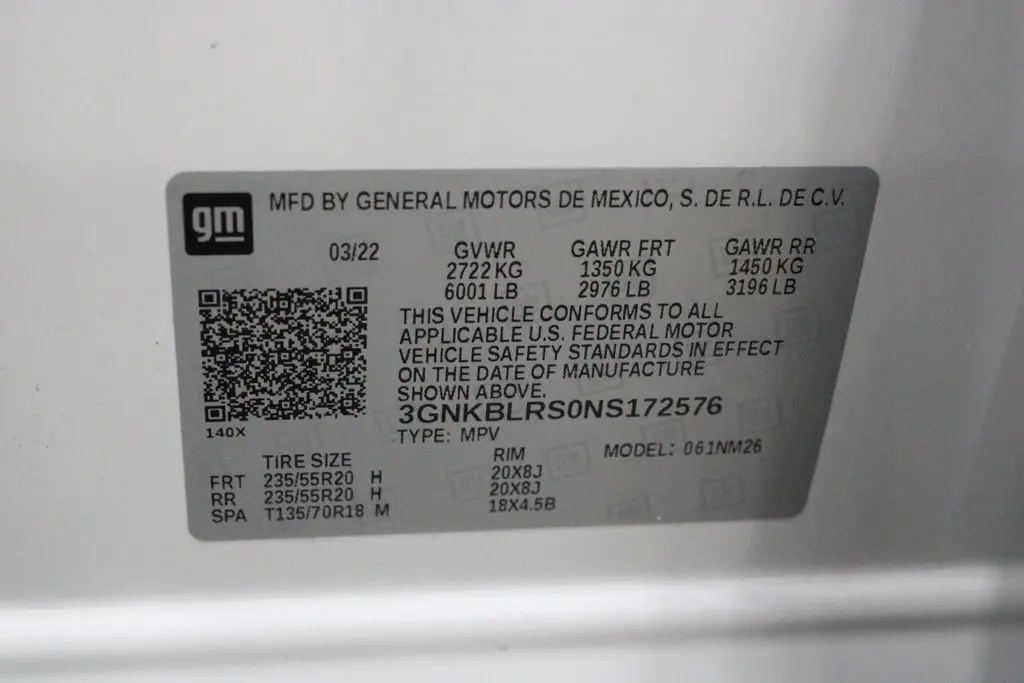 gm MFD BY GENERAL MOTORS DE MEXICO, S. DE R.L. DE C.V.
03/22 GVWR GAWR FRT GAWR RR
2722 KG 1350 KG 1450 KG
6001 LB 2976 LB 3196 LB
THIS VEHICLE CONFORMS TO ALL
APPLICABLE U.S. FEDERAL MOTOR
VEHICLE SAFETY STANDARDS IN EFFECT
ON THE DATE OF MANUFACTURE
SHOWN ABOVE.
3GNKBLRS0NS172576
140X
TYPE: MPV
MODEL: 061NM26
TIRE SIZE RIM
FRT 235/55R20 H 20X8J
RR 235/55R20 H 20X8J
SPA T135/70R18 M 18X4.5B